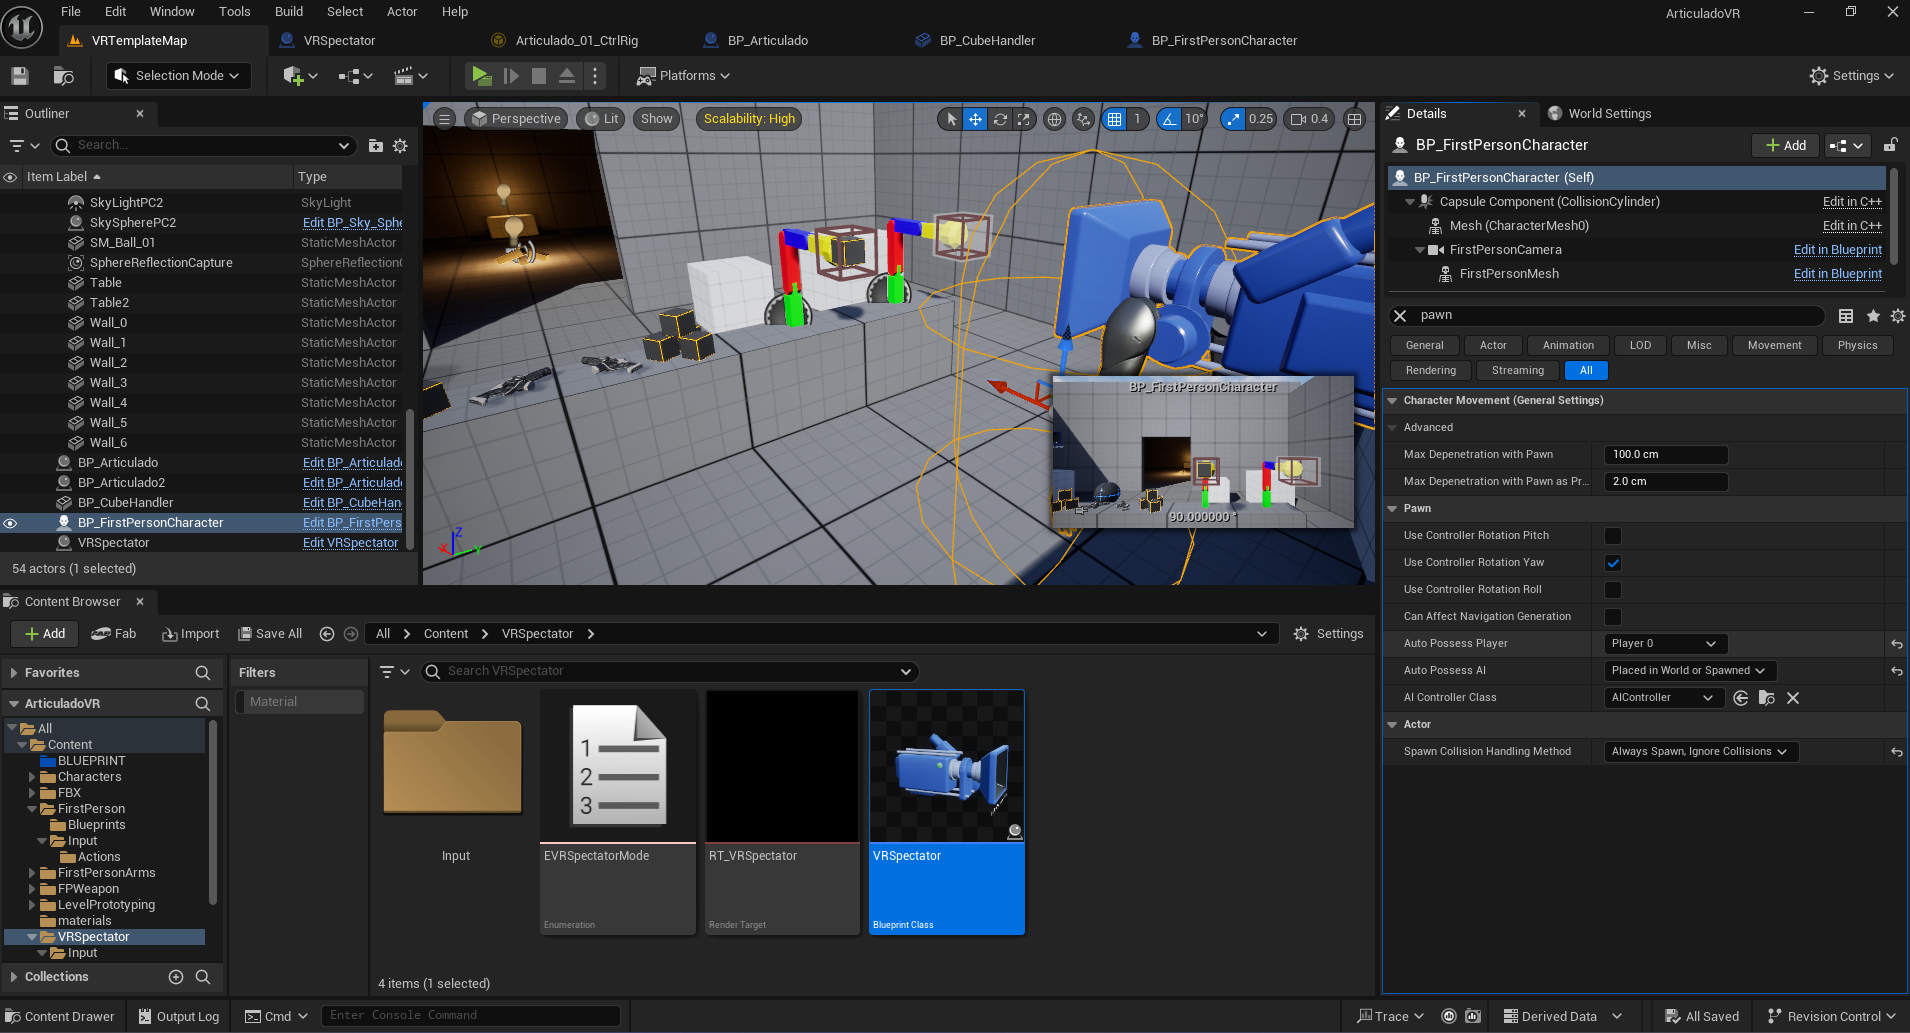 File Edit Window Tools Build Select Actor Help
ArticuladoVR
VRTemplateMap
VRSpectator
Articulado_01_CtrlRig
BP_Articulado
BP_CubeHandler
BP_FirstPersonCharacter
Selection Mode
Platforms
Settings
Outliner
Search...
Item Label
Type
SkyLightPC2 SkyLight
SkySpherePC2 Edit BP_Sky_Sphe
SM_Ball_01 StaticMeshActor
SphereReflectionCapture SphereReflectionC
Table StaticMeshActor
Table2 StaticMeshActor
Wall_0 StaticMeshActor
Wall_1 StaticMeshActor
Wall_2 StaticMeshActor
Wall_3 StaticMeshActor
Wall_4 StaticMeshActor
Wall_5 StaticMeshActor
Wall_6 StaticMeshActor
BP_Articulado Edit BP_Articulado
BP_Articulado2 Edit BP_Articulado
BP_CubeHandler Edit BP_CubeHan
BP_FirstPersonCharacter Edit BP_FirstPers
VRSpectator Edit VRSpectator
54 actors (1 selected)
Perspective
Lit
Show
Scalability: High
1
10°
0.25
0.4
BP_FirstPersonCharacter
90.000000 °
Z
X
Y
Details
World Settings
BP_FirstPersonCharacter
Add
BP_FirstPersonCharacter (Self)
Capsule Component (CollisionCylinder) Edit in C++
Mesh (CharacterMesh0) Edit in C++
FirstPersonCamera Edit in Blueprint
FirstPersonMesh Edit in Blueprint
pawn
General Actor Animation LOD Misc Movement Physics
Rendering Streaming All
Character Movement (General Settings)
Advanced
Max Depenetration with Pawn 100.0 cm
Max Depenetration with Pawn as Pr... 2.0 cm
Pawn
Use Controller Rotation Pitch
Use Controller Rotation Yaw
Use Controller Rotation Roll
Can Affect Navigation Generation
Auto Possess Player Player 0
Auto Possess AI Placed in World or Spawned
AI Controller Class AIController
Actor
Spawn Collision Handling Method Always Spawn, Ignore Collisions
Content Browser
Add
Fab
Import
Save All
All
Content
VRSpectator
Settings
Favorites
ArticuladoVR
All
Content
BLUEPRINT
Characters
FBX
FirstPerson
Blueprints
Input
Actions
FirstPersonArms
FPWeapon
LevelPrototyping
materials
VRSpectator
Input
Collections
Filters
Material
Search VRSpectator
1
2
3
Input
EVRSpectatorMode
Enumeration
RT_VRSpectator
Render Target
VRSpectator
Blueprint Class
4 items (1 selected)
Content Drawer
Output Log
Cmd
Enter Console Command
Trace
Derived Data
All Saved
Revision Control